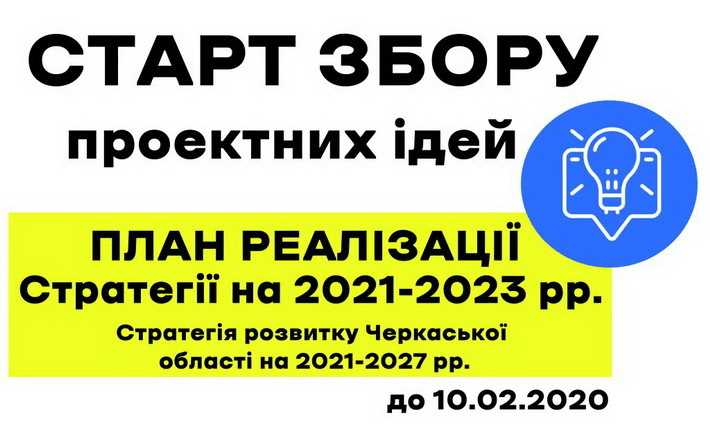 СТАРТ ЗБОРУ
проектних ідей
ПЛАН РЕАЛІЗАЦІЇ
Стратегії на 2021-2023 рр.
Стратегія розвитку Черкаської
області на 2021-2027 рр.
до 10.02.2020